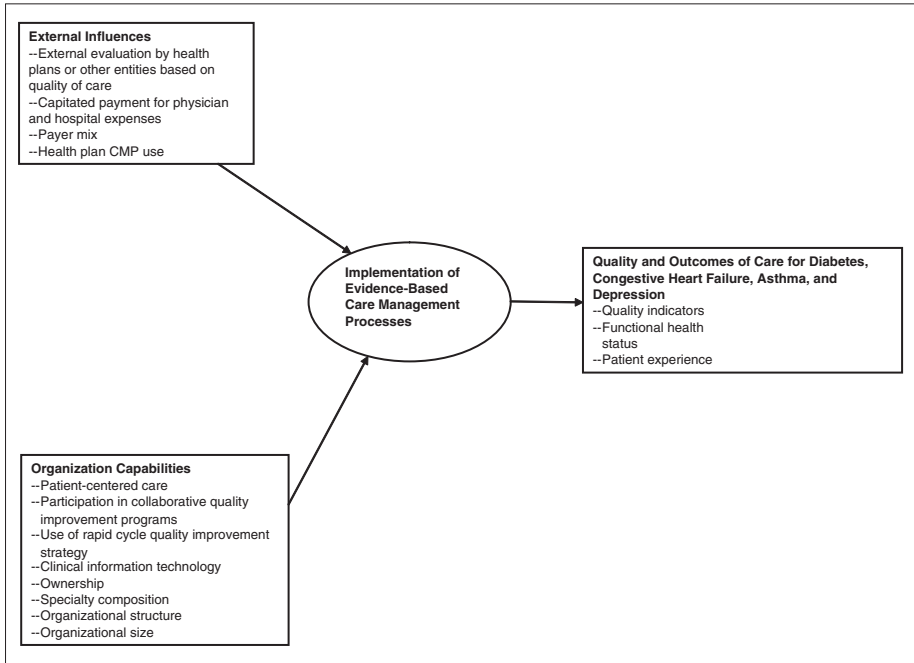 External Influences
--External evaluation by health
plans or other entities based on
quality of care
--Capitated payment for physician
and hospital expenses
--Payer mix
--Health plan CMP use
Implementation of
Evidence-Based
Care Management
Processes
Quality and Outcomes of Care for Diabetes,
Congestive Heart Failure, Asthma, and
Depression
--Quality indicators
--Functional health
status
--Patient experience
Organization Capabilities
--Patient-centered care
--Participation in collaborative quality
improvement programs
--Use of rapid cycle quality improvement
strategy
--Clinical information technology
--Ownership
--Specialty composition
--Organizational structure
--Organizational size